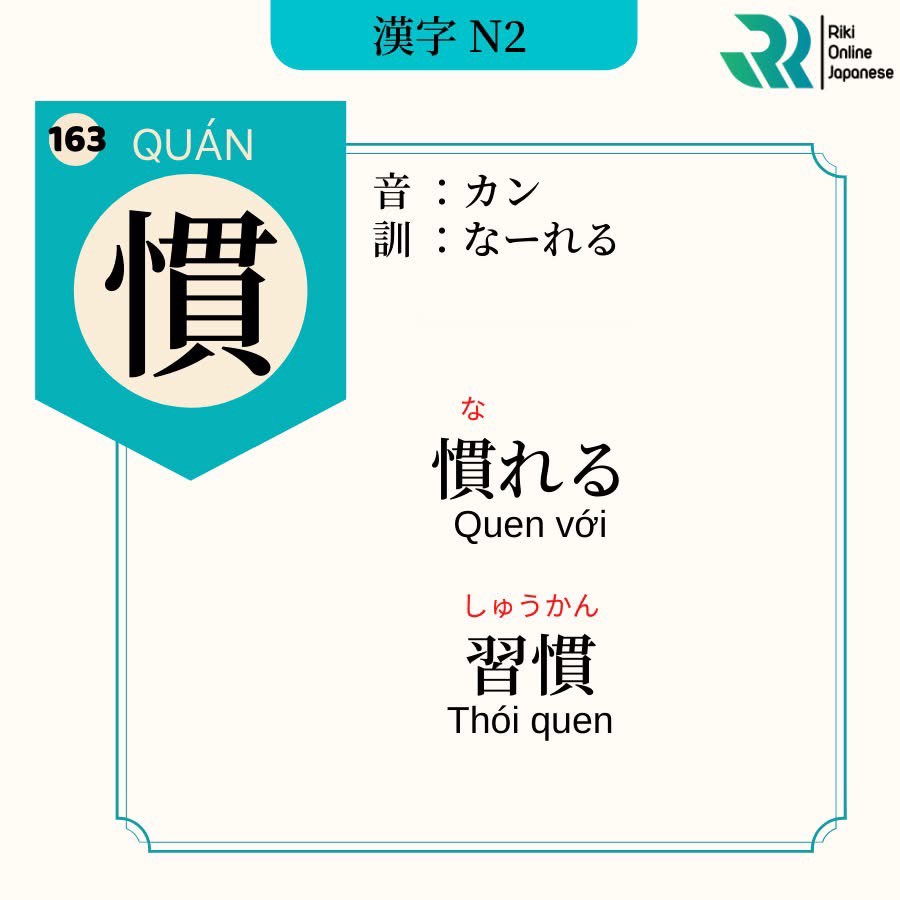 漢字 N2
Riki
Online
Japanese
163
QUÁN
慣
音 ：カン
訓 ：なーれる
な
慣れる
Quen với
しゅうかん
習慣
Thói quen